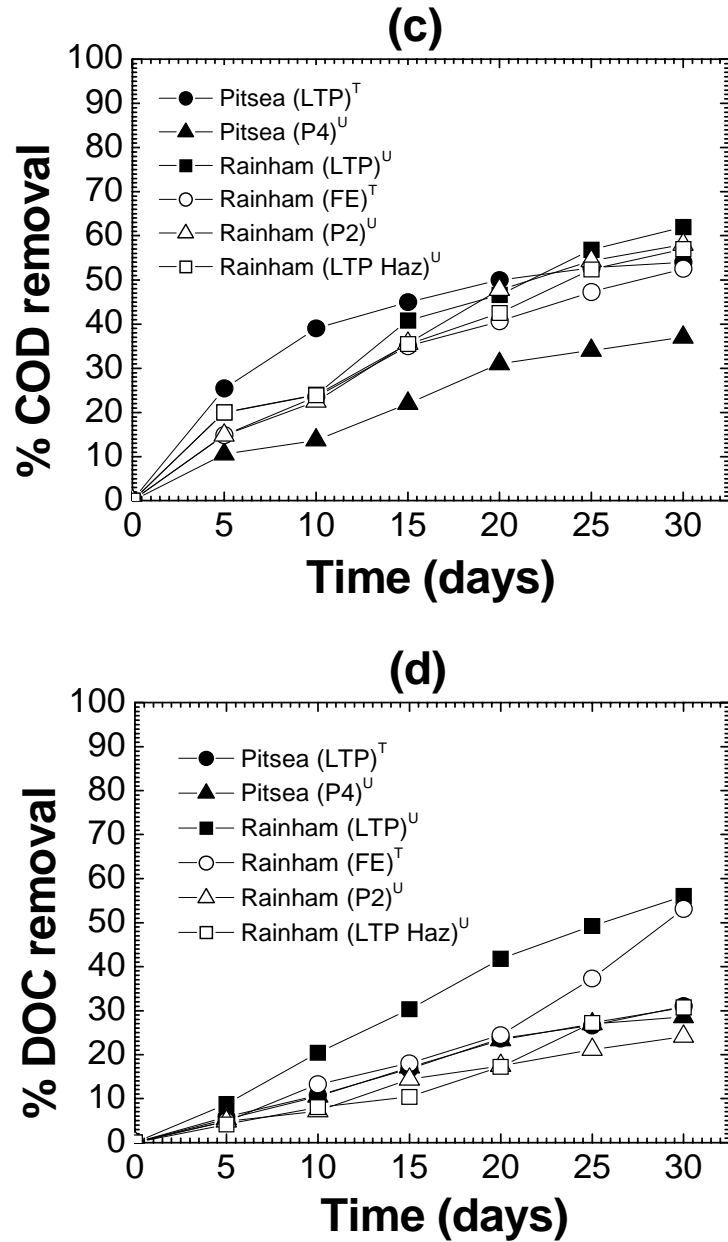 (c)
% COD removal
100
90
80
70
60
50
40
30
20
10
0
Pitsea (LTP)ᵀ
Pitsea (P4)ᵁ
Rainham (LTP)ᵁ
Rainham (FE)ᵀ
Rainham (P2)ᵁ
Rainham (LTP Haz)ᵁ
0 5 10 15 20 25 30
Time (days)
(d)
% DOC removal
100
90
80
70
60
50
40
30
20
10
0
Pitsea (LTP)ᵀ
Pitsea (P4)ᵁ
Rainham (LTP)ᵁ
Rainham (FE)ᵀ
Rainham (P2)ᵁ
Rainham (LTP Haz)ᵁ
0 5 10 15 20 25 30
Time (days)